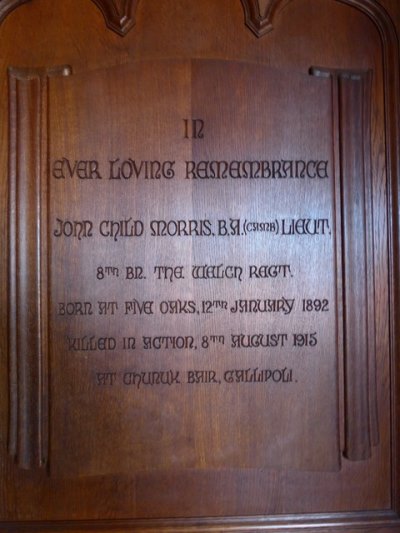 IN
EVER LOVING REMEMBRANCE
JOHN CHILD MORRIS, B.A. (CAMB) LIEUT.
8TH BN. THE WELCH REGT.
BORN AT FIVE OAKS, 12TH JANUARY 1892
KILLED IN ACTION, 8TH AUGUST 1915
AT CHUNUK BAIR, GALLIPOLI.